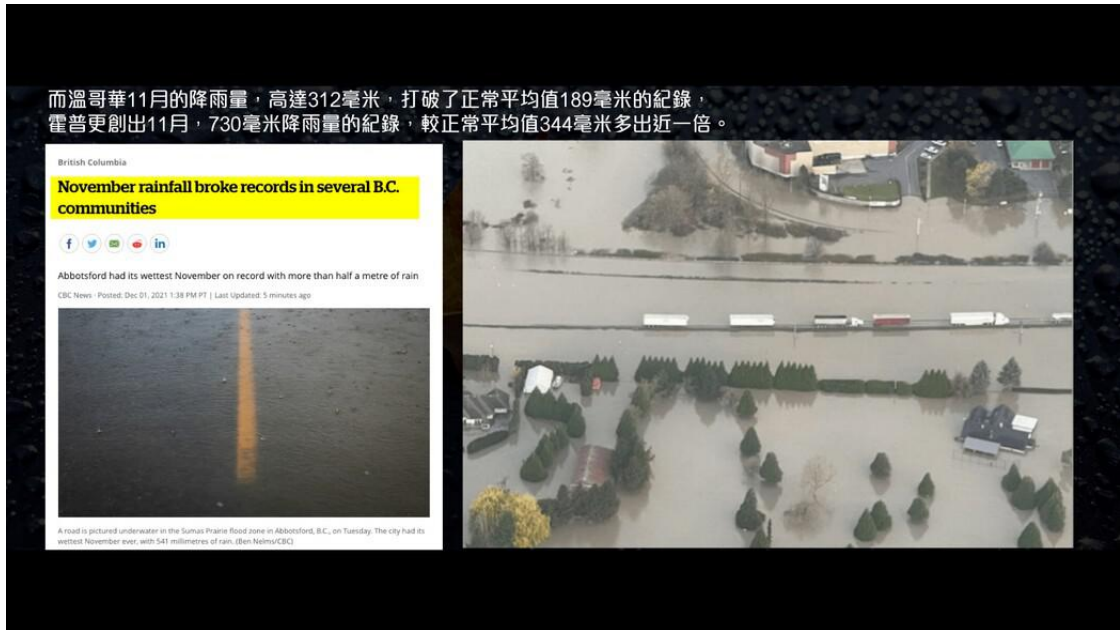 而溫哥華11月的降雨量，高達312毫米，打破了正常平均值189毫米的紀錄，
霍普更創出11月，730毫米降雨量的紀錄，較正常平均值344毫米多出近一倍。
British Columbia
November rainfall broke records in several B.C.
communities
Abbotsford had its wettest November on record with more than half a metre of rain
CBC News · Posted: Dec 01, 2021 1:38 PM PT | Last Updated: 5 minutes ago
A road is pictured underwater in the Sumas Prairie flood zone in Abbotsford, B.C., on Tuesday. The city had its
wettest November ever, with 541 millimetres of rain. (Ben Nelms/CBC)